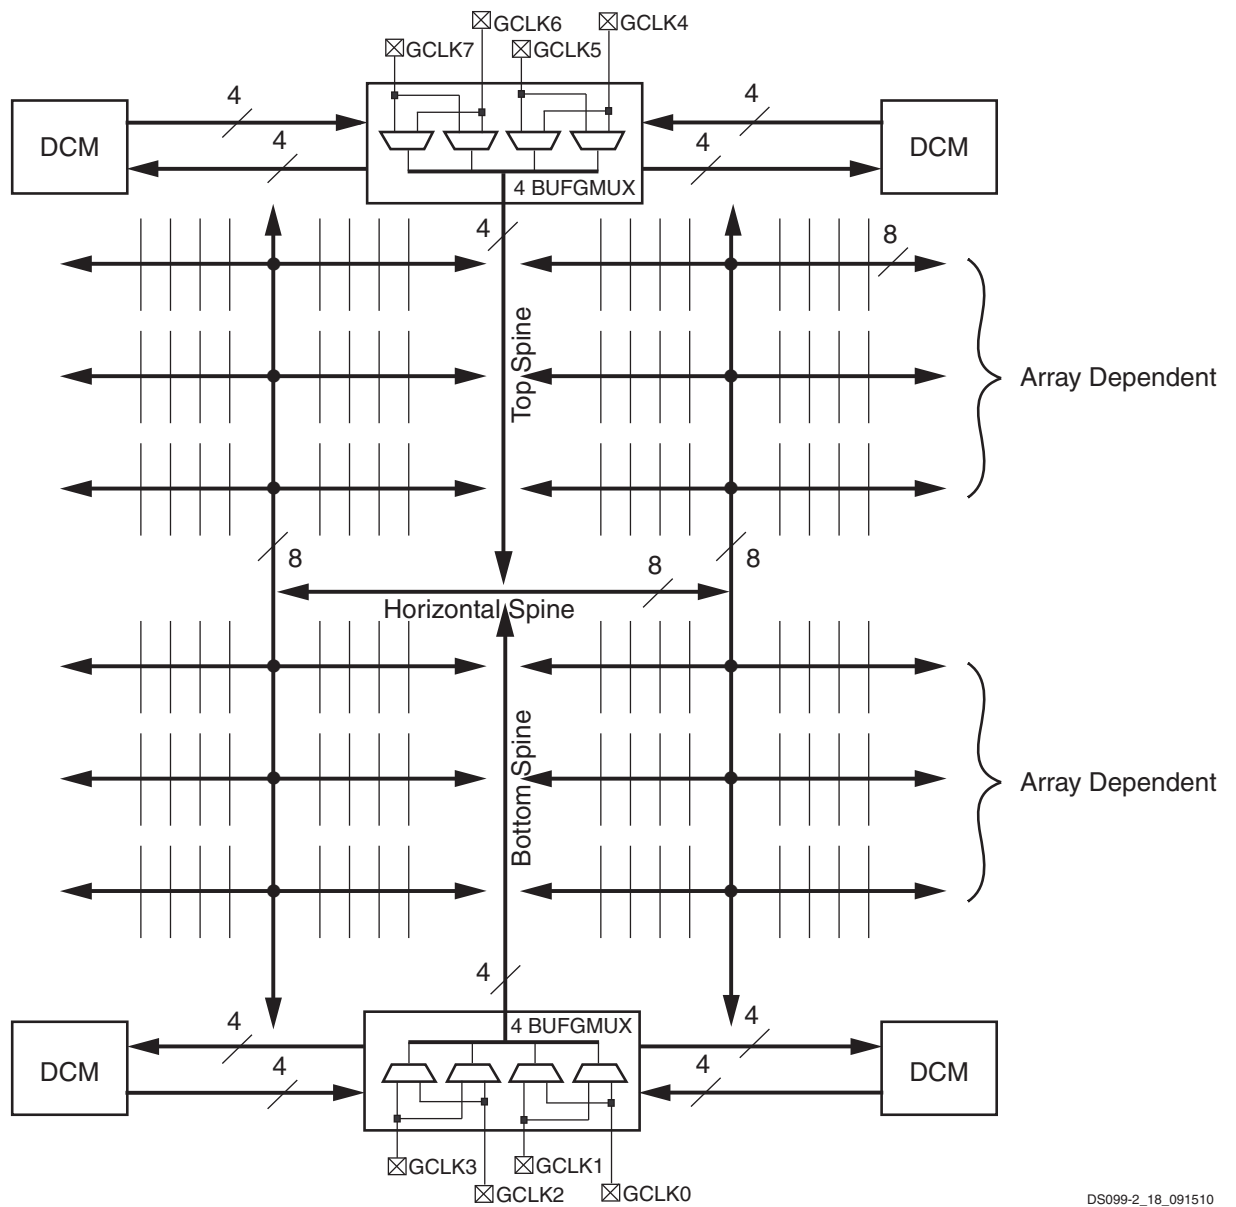 GCLK6
GCLK4
GCLK7
GCLK5
4
4
DCM
DCM
4
4
4 BUFGMUX
4
8
Top Spine
Array Dependent
8
8
8
Horizontal Spine
Bottom Spine
Array Dependent
4
4 BUFGMUX
4
4
DCM
DCM
4
4
GCLK3
GCLK1
GCLK2
GCLK0
DS099-2_18_091510